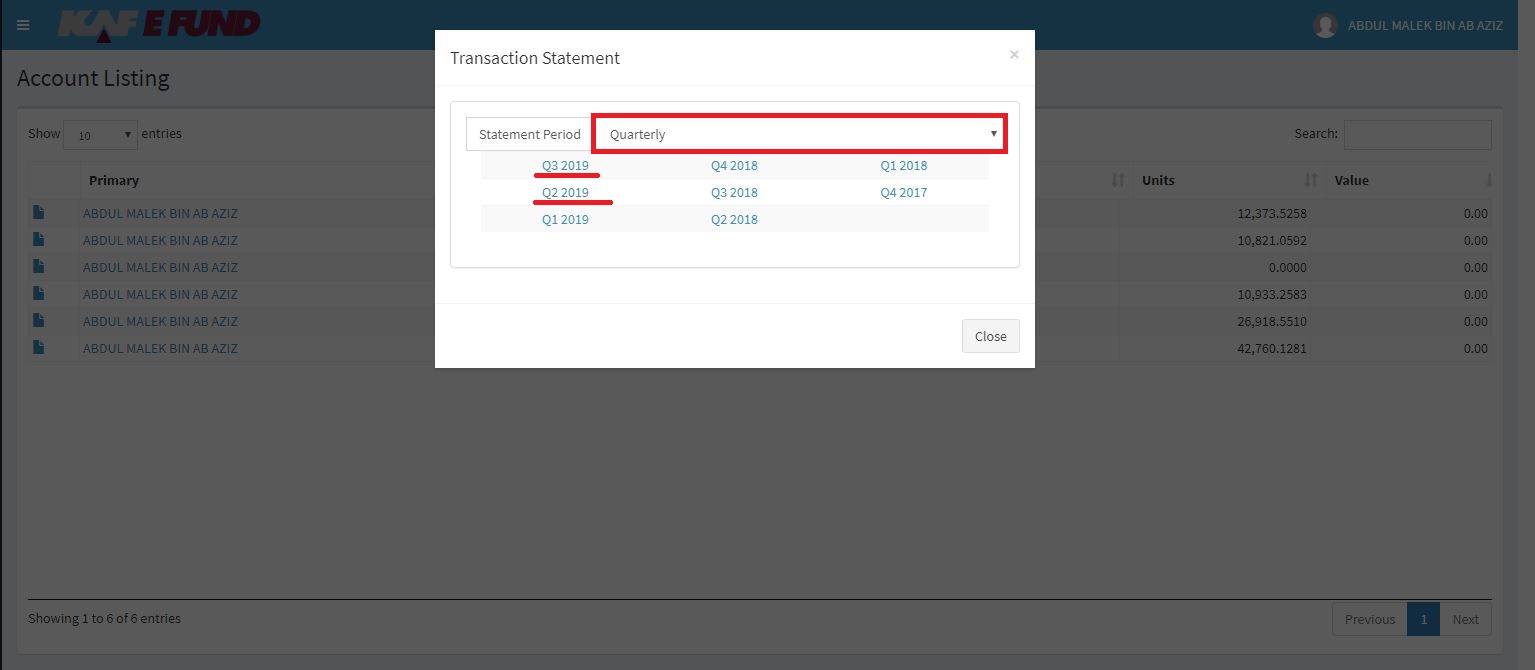 KAF E FUND
ABDUL MALEK BIN AB AZIZ
Account Listing
Transaction Statement
×
Show 10 entries
Search:
Statement Period Quarterly
Q3 2019 Q4 2018 Q1 2018
Q2 2019 Q3 2018 Q4 2017
Q1 2019 Q2 2018
Close
Primary Units Value
ABDUL MALEK BIN AB AZIZ 12,373.5258 0.00
ABDUL MALEK BIN AB AZIZ 10,821.0592 0.00
ABDUL MALEK BIN AB AZIZ 0.0000 0.00
ABDUL MALEK BIN AB AZIZ 10,933.2583 0.00
ABDUL MALEK BIN AB AZIZ 26,918.5510 0.00
ABDUL MALEK BIN AB AZIZ 42,760.1281 0.00
Showing 1 to 6 of 6 entries
Previous 1 Next